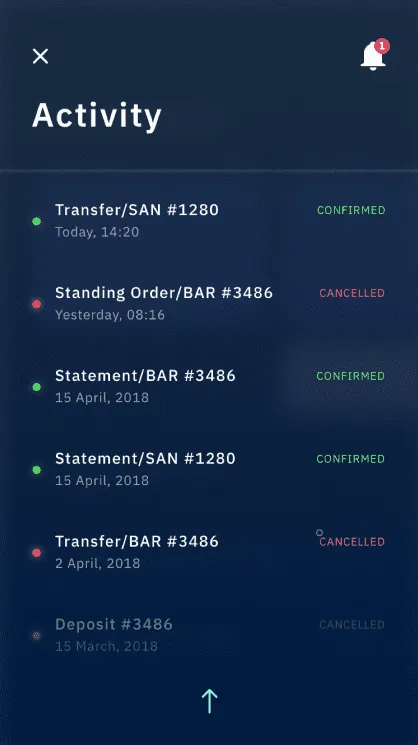 1
Activity
Transfer/SAN #1280
CONFIRMED
Today, 14:20
Standing Order/BAR #3486
CANCELLED
Yesterday, 08:16
Statement/BAR #3486
CONFIRMED
15 April, 2018
Statement/SAN #1280
CONFIRMED
15 April, 2018
Transfer/BAR #3486
CANCELLED
2 April, 2018
Deposit #3486
CANCELLED
15 March, 2018